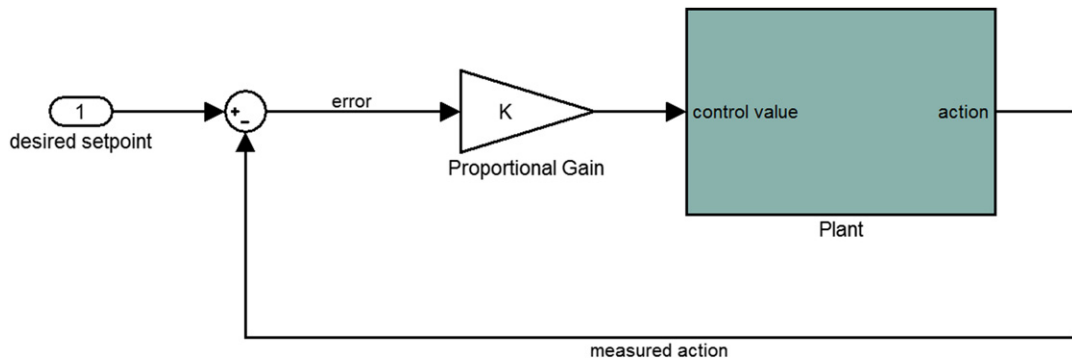 1
desired setpoint
+
-
error
K
Proportional Gain
control value
action
Plant
measured action